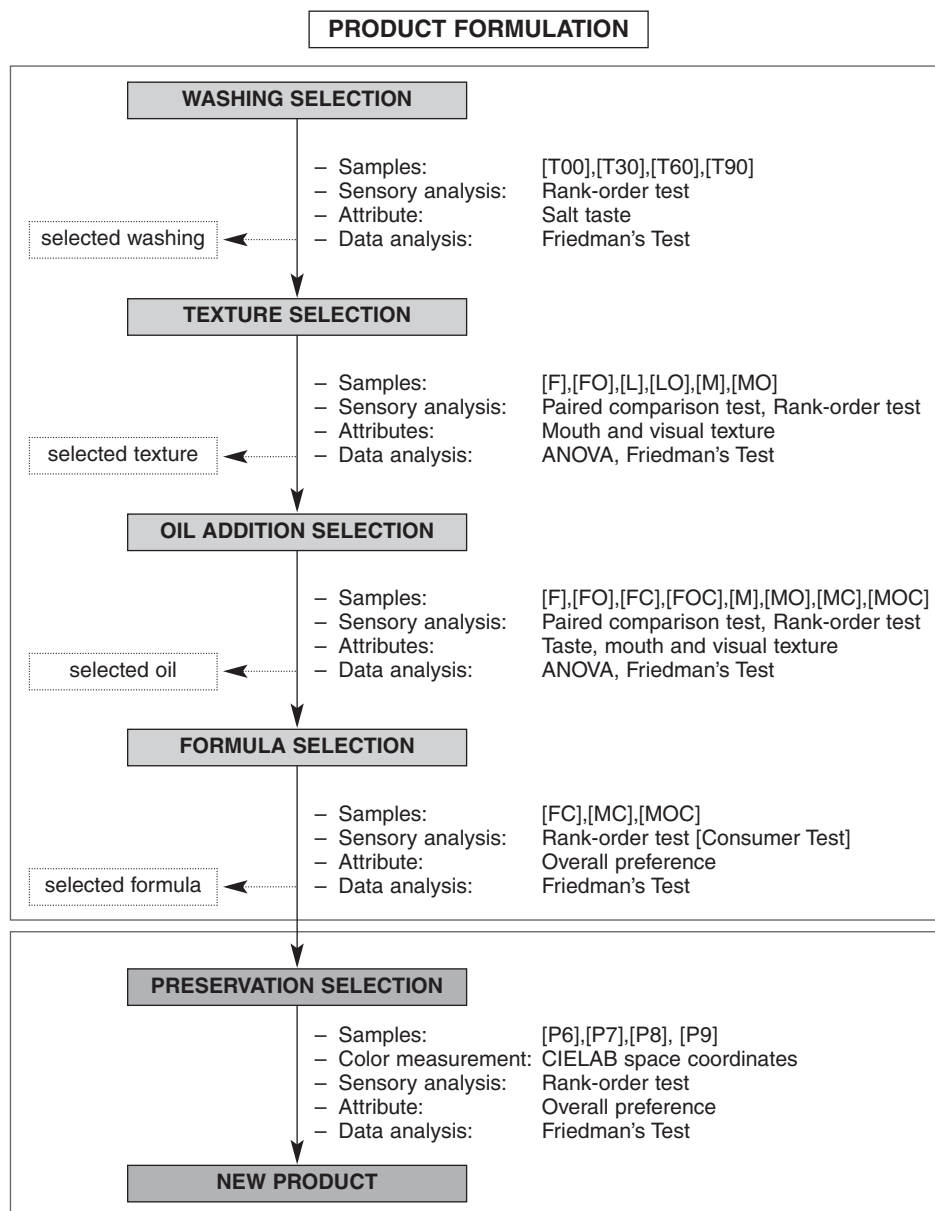 PRODUCT FORMULATION
WASHING SELECTION
– Samples: [T00],[T30],[T60],[T90]
– Sensory analysis: Rank-order test
– Attribute: Salt taste
– Data analysis: Friedman’s Test
selected washing
TEXTURE SELECTION
– Samples: [F],[FO],[L],[LO],[M],[MO]
– Sensory analysis: Paired comparison test, Rank-order test
– Attributes: Mouth and visual texture
– Data analysis: ANOVA, Friedman’s Test
selected texture
OIL ADDITION SELECTION
– Samples: [F],[FO],[FC],[FOC],[M],[MO],[MC],[MOC]
– Sensory analysis: Paired comparison test, Rank-order test
– Attributes: Taste, mouth and visual texture
– Data analysis: ANOVA, Friedman’s Test
selected oil
FORMULA SELECTION
– Samples: [FC],[MC],[MOC]
– Sensory analysis: Rank-order test [Consumer Test]
– Attribute: Overall preference
– Data analysis: Friedman’s Test
selected formula
PRESERVATION SELECTION
– Samples: [P6],[P7],[P8], [P9]
– Color measurement: CIELAB space coordinates
– Sensory analysis: Rank-order test
– Attribute: Overall preference
– Data analysis: Friedman’s Test
NEW PRODUCT